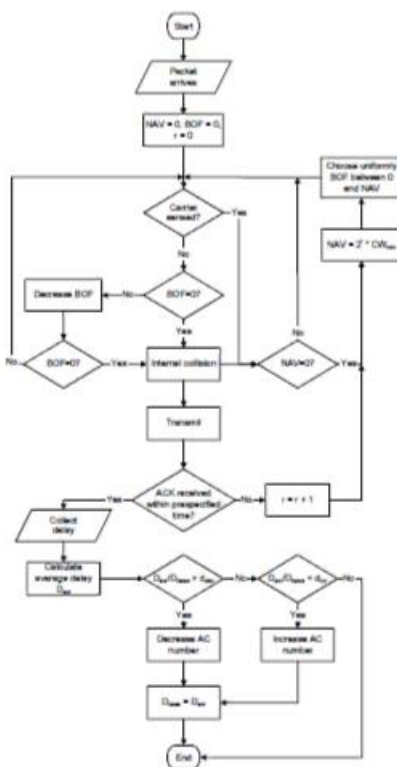 Start
Packet
arrives
NAV = 0, BOF = 0,
r = 0
Choose uniformly
BOF between 0
and NAV
Carrier
sensed?
Yes
No
Decrease BOF
No
BOF=0?
Yes
No
BOF=0?
Yes
Internal collision
NAV=0?
No
Yes
Transmit
ACK received
within prespecified
time?
Yes
No
r = r + 1
Collect
delay
Calculate
average delay
No
No
Yes
Yes
Decrease AC
number
Increase AC
number
End